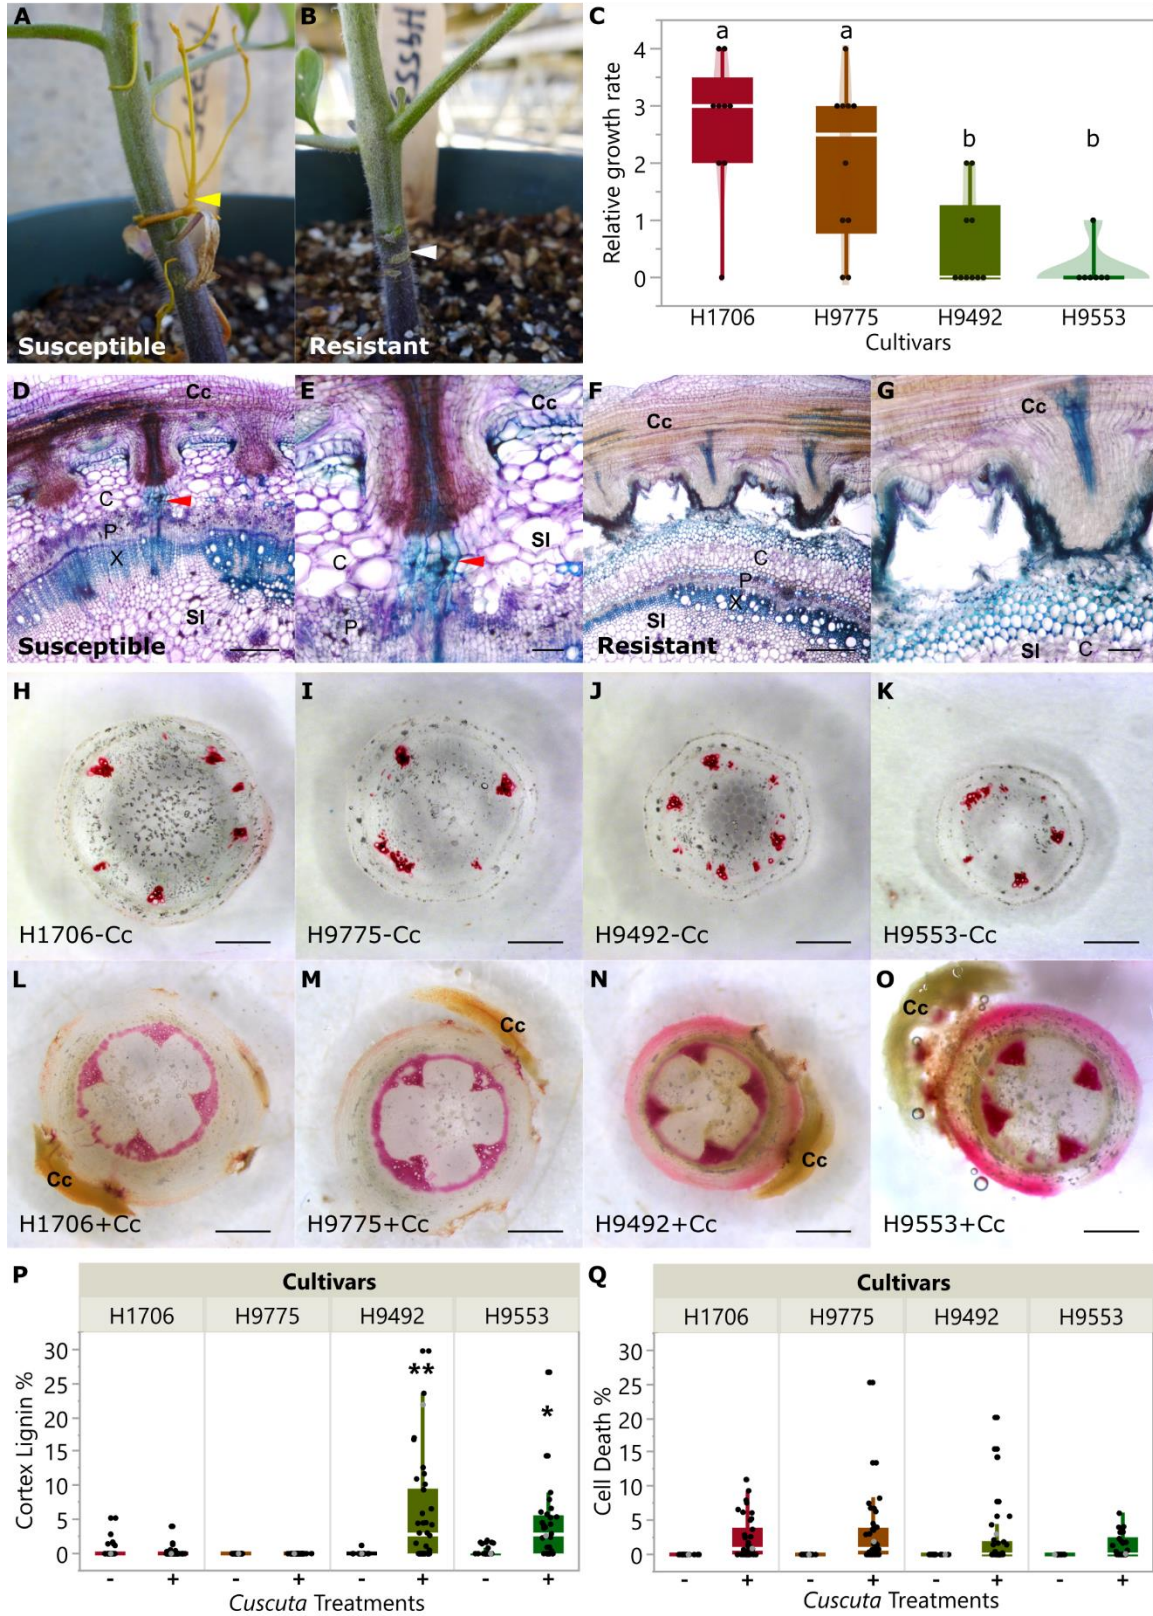 A
B
H9553
Susceptible
Resistant
C
a
a
b
b
Relative growth rate
4
3
2
1
0
H1706 H9775 H9492 H9553
Cultivars
D
Cc
C
P
X
SI
Susceptible
E
Cc
C
SI
P
F
Cc
C
P
X
SI
Resistant
G
Cc
SI
C
H
H1706-Cc
I
H9775-Cc
J
H9492-Cc
K
H9553-Cc
L
Cc
H1706+Cc
M
Cc
H9775+Cc
N
Cc
H9492+Cc
O
Cc
H9553+Cc
P
Cultivars
H1706 H9775 H9492 H9553
Cortex Lignin %
30
25
20
15
10
5
0
**
*
- + - + - + - +
Cuscuta Treatments
Q
Cultivars
H1706 H9775 H9492 H9553
Cell Death %
30
25
20
15
10
5
0
- + - + - + - +
Cuscuta Treatments